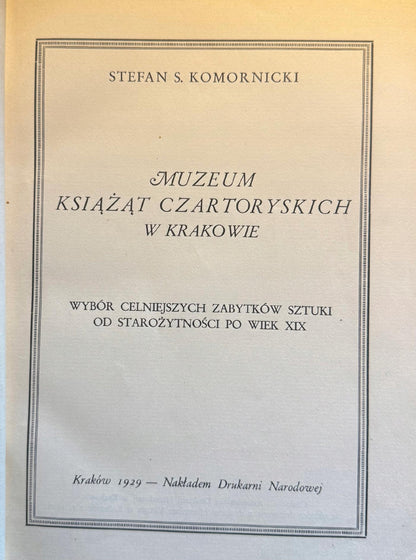 STEFAN S. KOMORNICKI
MUZEUM
KSIĄŻĄT CZARTORYSKICH
W KRAKOWIE
WYBÓR CELNIEJSZYCH ZABYTKÓW SZTUKI
OD STAROŻYTNOŚCI PO WIEK XIX
Kraków 1929 — Nakładem Drukarni Narodowej